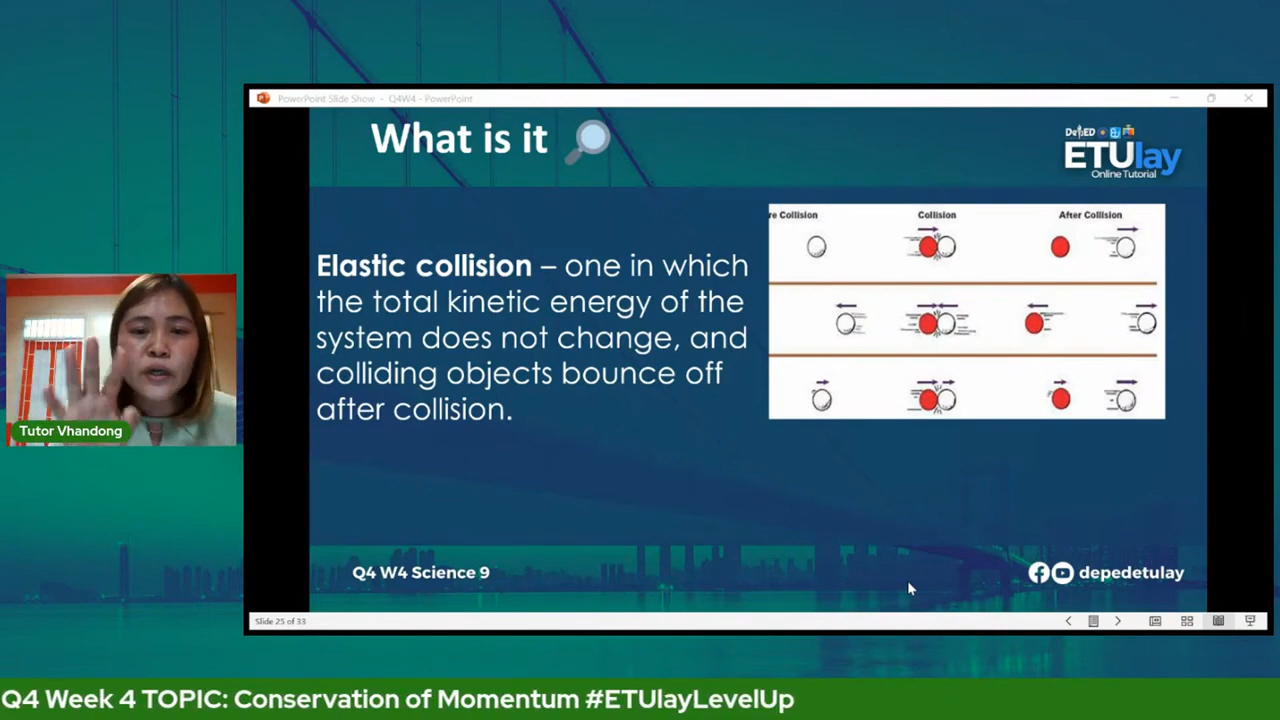 PowerPoint Slide Show - Q4W4 - PowerPoint
What is it
DepED
ETUlay
Online Tutorial
re Collision
Collision
After Collision
Elastic collision – one in which
the total kinetic energy of the
system does not change, and
colliding objects bounce off
after collision.
Tutor Vhandong
Q4 W4 Science 9
depedetulay
Slide 25 of 33
Q4 Week 4 TOPIC: Conservation of Momentum #ETUlayLevelUp